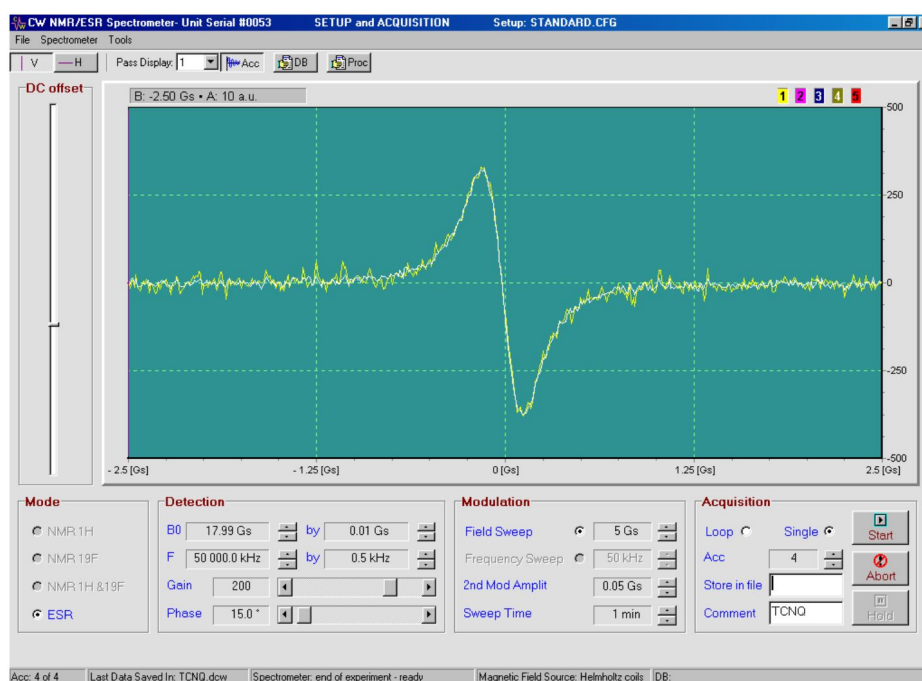 CW NMR/ESR Spectrometer- Unit Serial #0053 SETUP and ACQUISITION Setup: STANDARD.CFG
File Spectrometer Tools
V H Pass Display: 1 Acc DB Proc
DC offset
B: -2.50 Gs • A: 10 a.u. 1 2 3 4 5
500
250
0
-250
-500
- 2.5 [Gs] - 1.25 [Gs] 0 [Gs] 1.25 [Gs] 2.5 [Gs]
Mode Detection Modulation Acquisition
NMR 1H B0 17.99 Gs by 0.01 Gs Field Sweep 5 Gs Loop Single Start
NMR 19F F 50 000.0 kHz by 0.5 kHz Frequency Sweep 50 kHz Acc 4
NMR 1H &19F Gain 200 2nd Mod Amplit 0.05 Gs Store in file Abort
ESR Phase 15.0 ° Sweep Time 1 min Comment TCNQ Hold
Acc: 4 of 4 Last Data Saved In: TCNQ.dcw Spectrometer: end of experiment - ready Magnetic Field Source: Helmholtz coils DB: